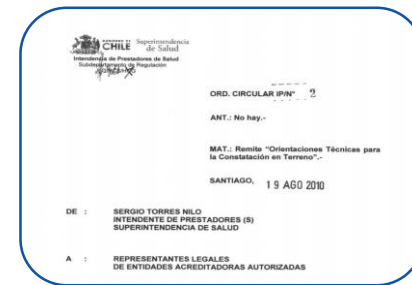 GOBIERNO DE
CHILE
Superintendencia
de Salud
Intendencia de Prestadores de Salud
Subdepartamento de Regulación
ORD. CIRCULAR IP/N° 2
ANT.: No hay.-
MAT.: Remite "Orientaciones Técnicas para
la Constatación en Terreno".-
SANTIAGO, 19 AGO 2010
DE : SERGIO TORRES NILO
INTENDENTE DE PRESTADORES (S)
SUPERINTENDENCIA DE SALUD
A : REPRESENTANTES LEGALES
DE ENTIDADES ACREDITADORAS AUTORIZADAS